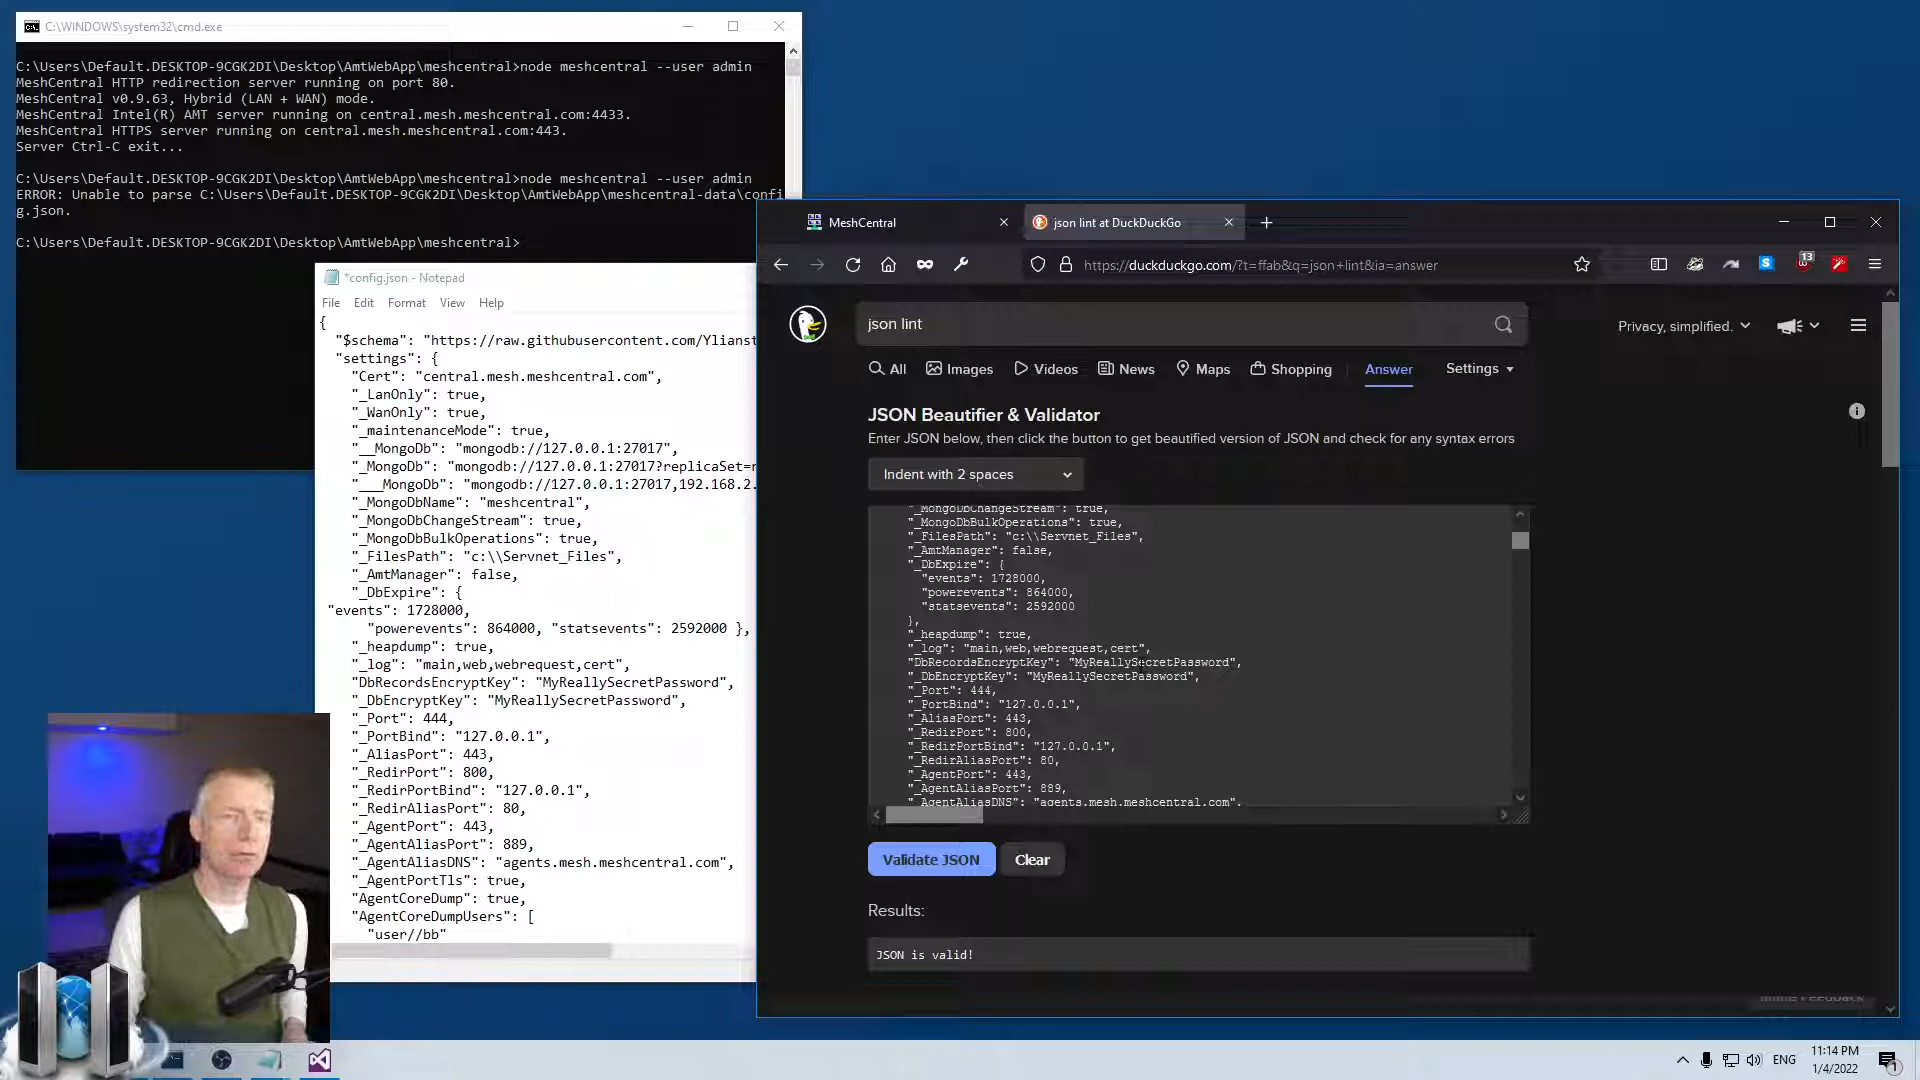 C:\WINDOWS\system32\cmd.exe
C:\Users\Default.DESKTOP-9CGK2DI\Desktop\AmtWebApp\meshcentral>node meshcentral --user admin
MeshCentral HTTP redirection server running on port 80.
MeshCentral v0.9.63, Hybrid (LAN + WAN) mode.
MeshCentral Intel(R) AMT server running on central.mesh.meshcentral.com:4433.
MeshCentral HTTPS server running on central.mesh.meshcentral.com:443.
Server Ctrl-C exit...
C:\Users\Default.DESKTOP-9CGK2DI\Desktop\AmtWebApp\meshcentral>node meshcentral --user admin
ERROR: Unable to parse C:\Users\Default.DESKTOP-9CGK2DI\Desktop\AmtWebApp\meshcentral-data\confi
g.json.
C:\Users\Default.DESKTOP-9CGK2DI\Desktop\AmtWebApp\meshcentral>
*config.json - Notepad
File Edit Format View Help
{
"$schema": "https://raw.githubusercontent.com/Ylianst
"settings": {
"Cert": "central.mesh.meshcentral.com",
"_LanOnly": true,
"_WanOnly": true,
"_maintenanceMode": true,
"__MongoDb": "mongodb://127.0.0.1:27017",
"_MongoDb": "mongodb://127.0.0.1:27017?replicaSet=
"___MongoDb": "mongodb://127.0.0.1:27017,192.168.2.
"_MongoDbName": "meshcentral",
"_MongoDbChangeStream": true,
"_MongoDbBulkOperations": true,
"_FilesPath": "c:\\Servnet_Files",
"_AmtManager": false,
"_DbExpire": {
"events": 1728000,
"powerevents": 864000, "statsevents": 2592000 },
"_heapdump": true,
"_log": "main,web,webrequest,cert",
"DbRecordsEncryptKey": "MyReallySecretPassword",
"_DbEncryptKey": "MyReallySecretPassword",
"_Port": 444,
"_PortBind": "127.0.0.1",
"_AliasPort": 443,
"_RedirPort": 800,
"_RedirPortBind": "127.0.0.1",
"_RedirAliasPort": 80,
"_AgentPort": 443,
"_AgentAliasPort": 889,
"_AgentAliasDNS": "agents.mesh.meshcentral.com",
"_AgentPortTls": true,
"AgentCoreDump": true,
"AgentCoreDumpUsers": [
"user//bb"
MeshCentral
json lint at DuckDuckGo
https://duckduckgo.com/?t=ffab&q=json+lint&ia=answer
13
json lint
Privacy, simplified.
All Images Videos News Maps Shopping Answer Settings
JSON Beautifier & Validator
Enter JSON below, then click the button to get beautified version of JSON and check for any syntax errors
Indent with 2 spaces
"_MongoDbChangeStream": true,
"_MongoDbBulkOperations": true,
"_FilesPath": "c:\\Servnet_Files",
"_AmtManager": false,
"_DbExpire": {
"events": 1728000,
"powerevents": 864000,
"statsevents": 2592000
},
"_heapdump": true,
"_log": "main,web,webrequest,cert",
"DbRecordsEncryptKey": "MyReallySecretPassword",
"_DbEncryptKey": "MyReallySecretPassword",
"_Port": 444,
"_PortBind": "127.0.0.1",
"_AliasPort": 443,
"_RedirPort": 800,
"_RedirPortBind": "127.0.0.1",
"_RedirAliasPort": 80,
"_AgentPort": 443,
"_AgentAliasPort": 889,
"_AgentAliasDNS": "agents.mesh.meshcentral.com",
Validate JSON Clear
Results:
JSON is valid!
Feedback
ENG
11:14 PM
1/4/2022
1